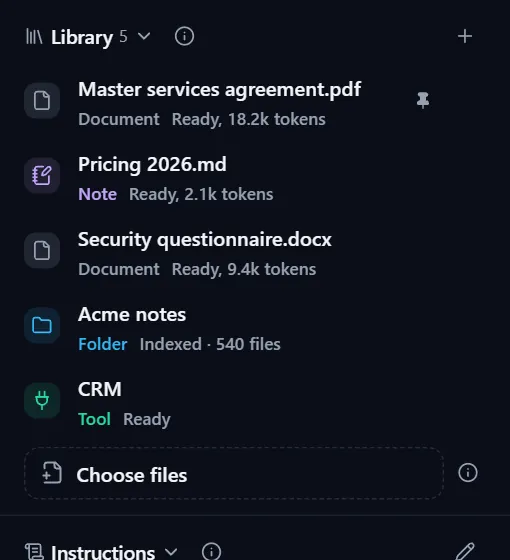 Library 5
Master services agreement.pdf
Document Ready, 18.2k tokens
Pricing 2026.md
Note Ready, 2.1k tokens
Security questionnaire.docx
Document Ready, 9.4k tokens
Acme notes
Folder Indexed · 540 files
CRM
Tool Ready
Choose files
Instructions